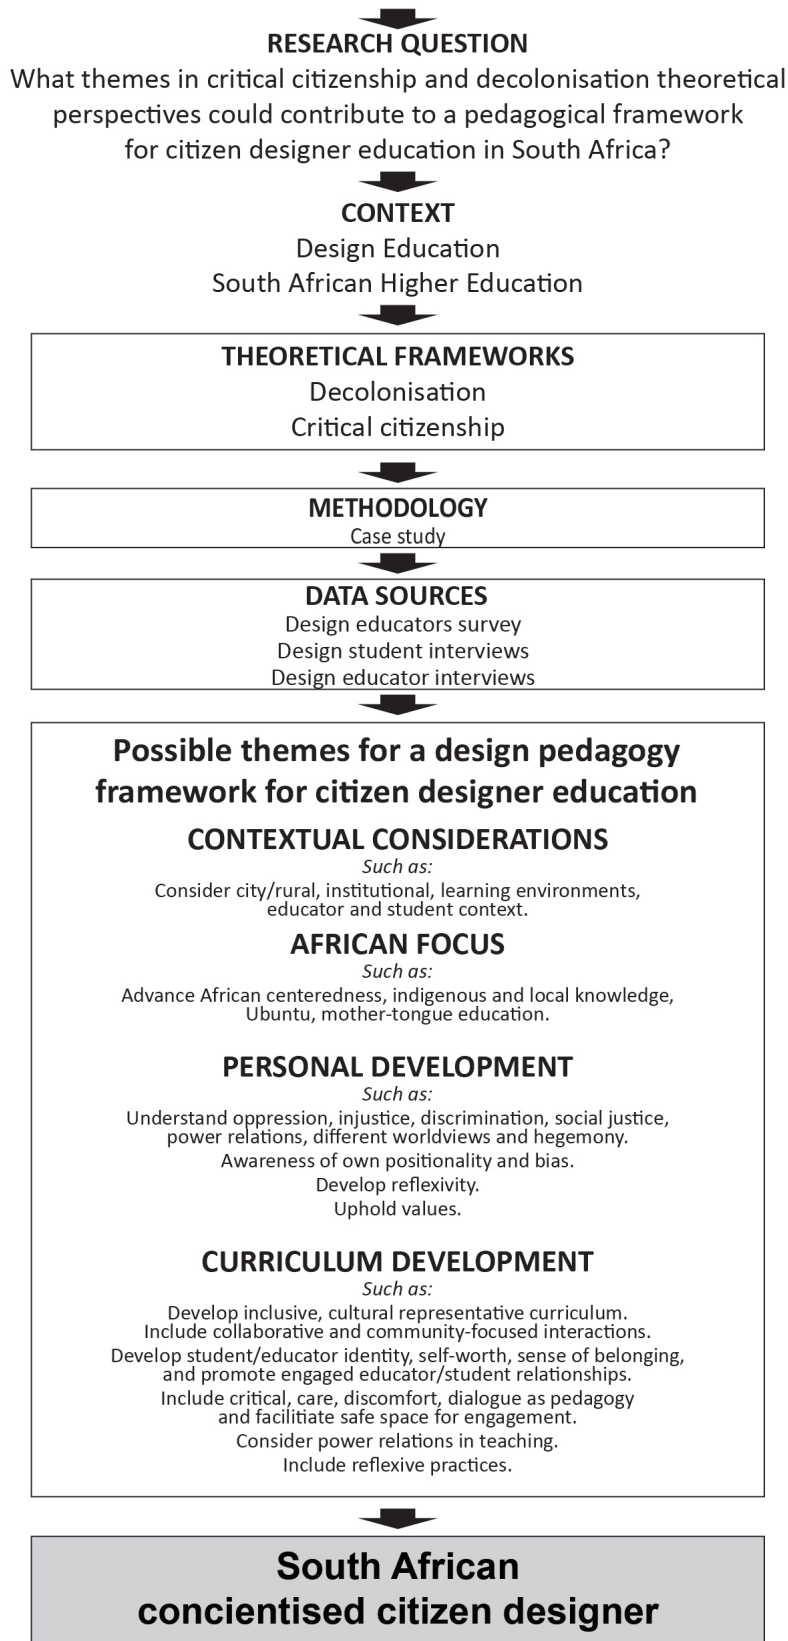 RESEARCH QUESTION
What themes in critical citizenship and decolonisation theoretical
perspectives could contribute to a pedagogical framework
for citizen designer education in South Africa?
CONTEXT
Design Education
South African Higher Education
THEORETICAL FRAMEWORKS
Decolonisation
Critical citizenship
METHODOLOGY
Case study
DATA SOURCES
Design educators survey
Design student interviews
Design educator interviews
Possible themes for a design pedagogy
framework for citizen designer education
CONTEXTUAL CONSIDERATIONS
Such as:
Consider city/rural, institutional, learning environments,
educator and student context.
AFRICAN FOCUS
Such as:
Advance African centeredness, indigenous and local knowledge,
Ubuntu, mother-tongue education.
PERSONAL DEVELOPMENT
Such as:
Understand oppression, injustice, discrimination, social justice,
power relations, different worldviews and hegemony.
Awareness of own positionality and bias.
Develop reflexivity.
Uphold values.
CURRICULUM DEVELOPMENT
Such as:
Develop inclusive, cultural representative curriculum.
Include collaborative and community-focused interactions.
Develop student/educator identity, self-worth, sense of belonging,
and promote engaged educator/student relationships.
Include critical, care, discomfort, dialogue as pedagogy
and facilitiate safe space for engagement.
Consider power relations in teaching.
Include reflexive practices.
South African
concientised citizen designer